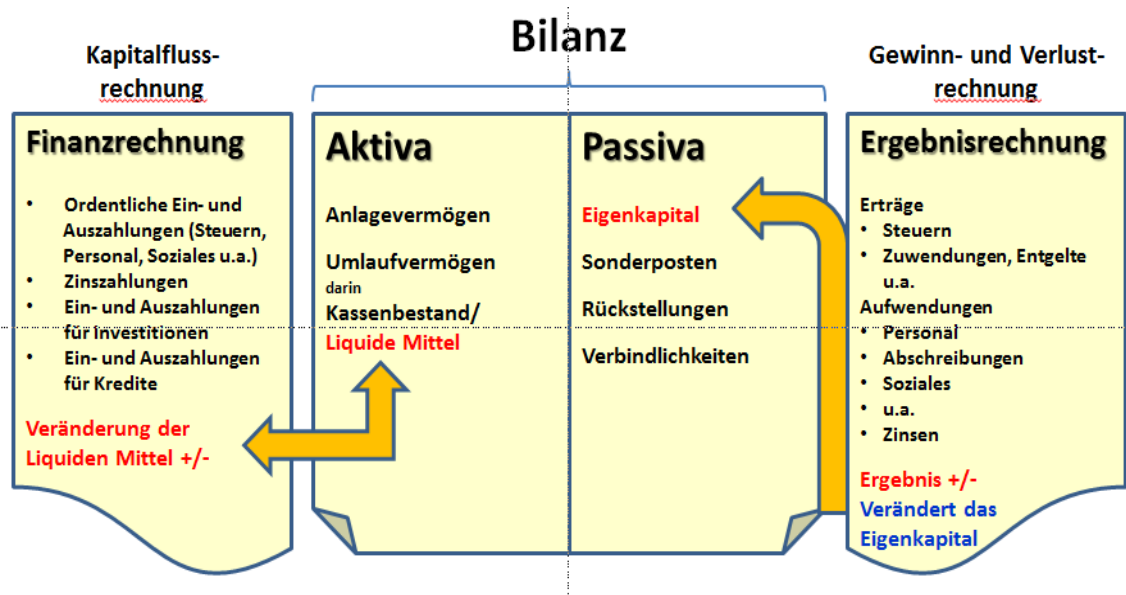 Bilanz
Kapitalfluss-
rechnung
Finanzrechnung
• Ordentliche Ein- und
Auszahlungen (Steuern,
Personal, Soziales u.a.)
• Zinszahlungen
• Ein- und Auszahlungen
für Investitionen
• Ein- und Auszahlungen
für Kredite
Veränderung der
Liquiden Mittel +/-
Aktiva
Anlagevermögen
Umlaufvermögen
darin
Kassenbestand/
Liquide Mittel
Passiva
Eigenkapital
Sonderposten
Rückstellungen
Verbindlichkeiten
Gewinn- und Verlust-
rechnung
Ergebnisrechnung
Erträge
• Steuern
• Zuwendungen, Entgelte
u.a.
Aufwendungen
• Personal
• Abschreibungen
• Soziales
• u.a.
• Zinsen
Ergebnis +/-
Verändert das
Eigenkapital